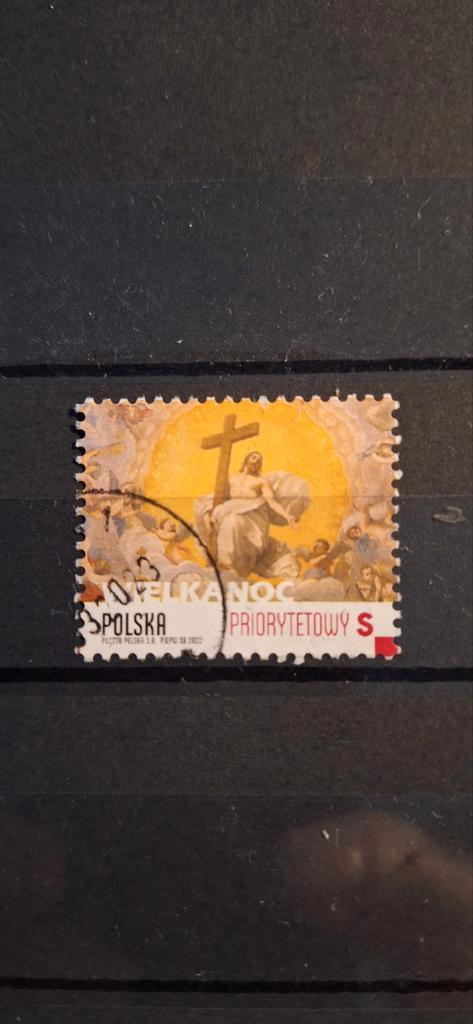 WIELKANOC
POLSKA
PRIORYTETOWY S
POCZTA POLSKA S.A. PWPW SA 2022